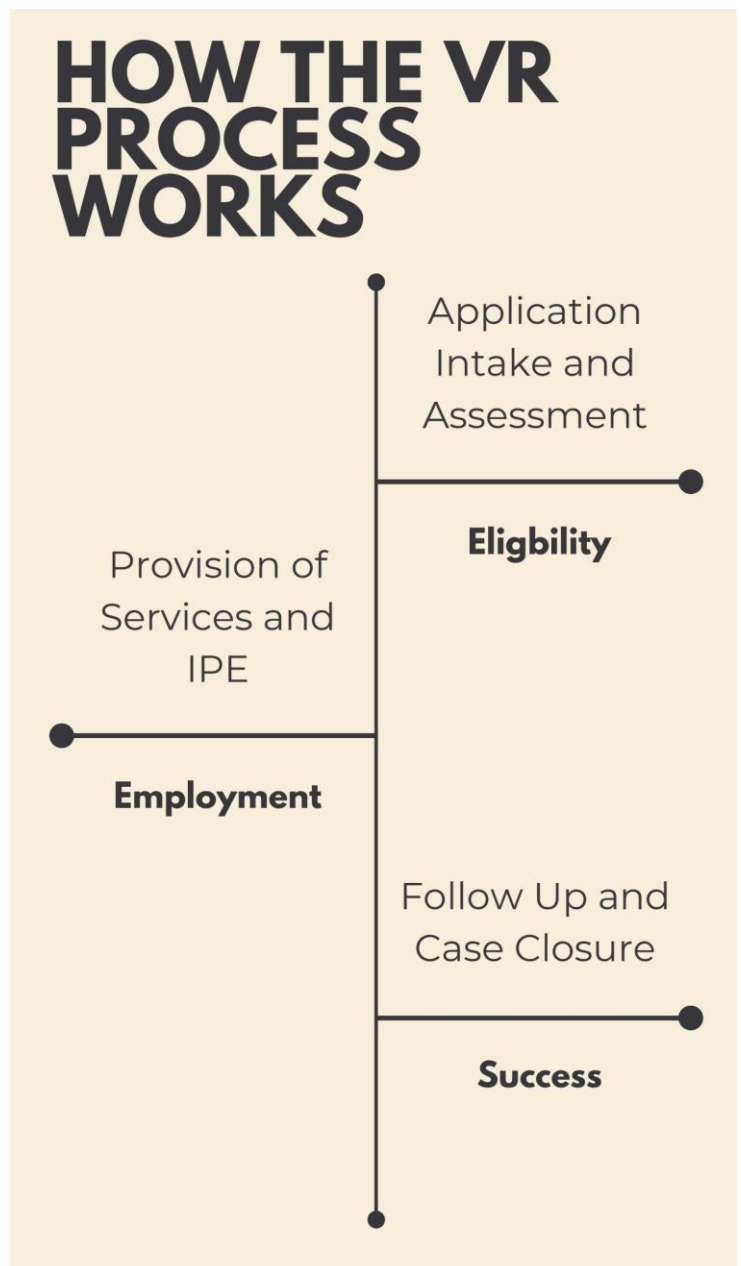 HOW THE VR
PROCESS
WORKS
Application
Intake and
Assessment
Eligbility
Provision of
Services and
IPE
Employment
Follow Up and
Case Closure
Success